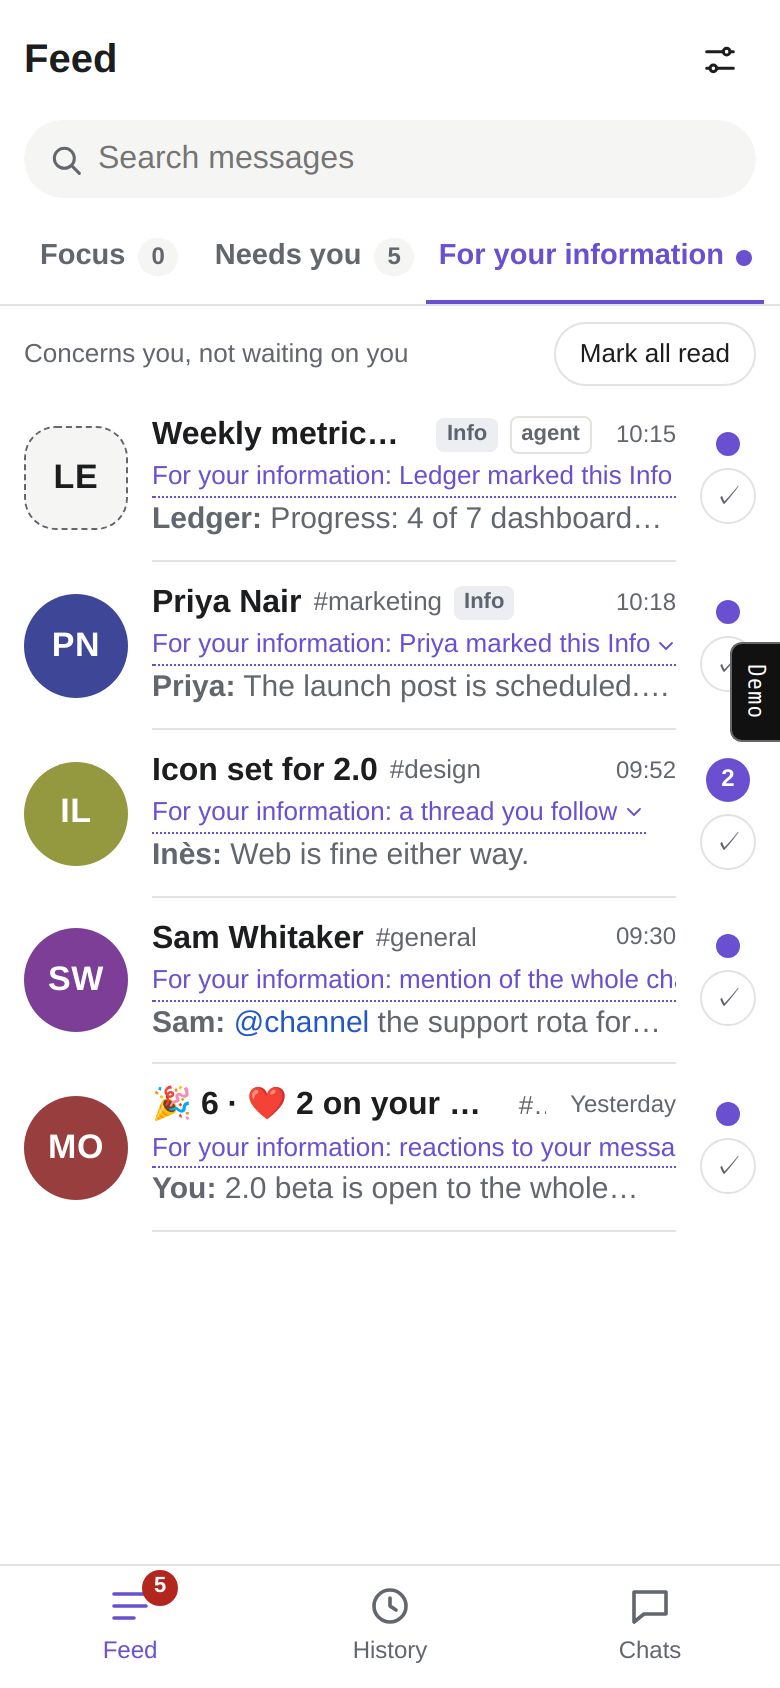 Feed
Search messages
Focus 0 Needs you 5 For your information
Concerns you, not waiting on you Mark all read
LE Weekly metric… Info agent 10:15
For your information: Ledger marked this Info
Ledger: Progress: 4 of 7 dashboard…
PN Priya Nair #marketing Info 10:18
For your information: Priya marked this Info
Priya: The launch post is scheduled.…
Demo
IL Icon set for 2.0 #design 09:52 2
For your information: a thread you follow
Inès: Web is fine either way.
SW Sam Whitaker #general 09:30
For your information: mention of the whole cha
Sam: @channel the support rota for…
MO 🎉 6 · ❤️ 2 on your … #… Yesterday
For your information: reactions to your messa
You: 2.0 beta is open to the whole…
5
Feed History Chats